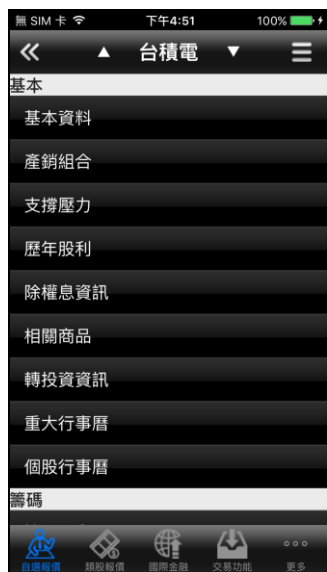 無 SIM 卡 下午4:51 100%
台積電
基本
基本資料
產銷組合
支撐壓力
歷年股利
除權息資訊
相關商品
轉投資資訊
重大行事曆
個股行事曆
籌碼
自選報價 類股報價 國際金融 交易功能 更多